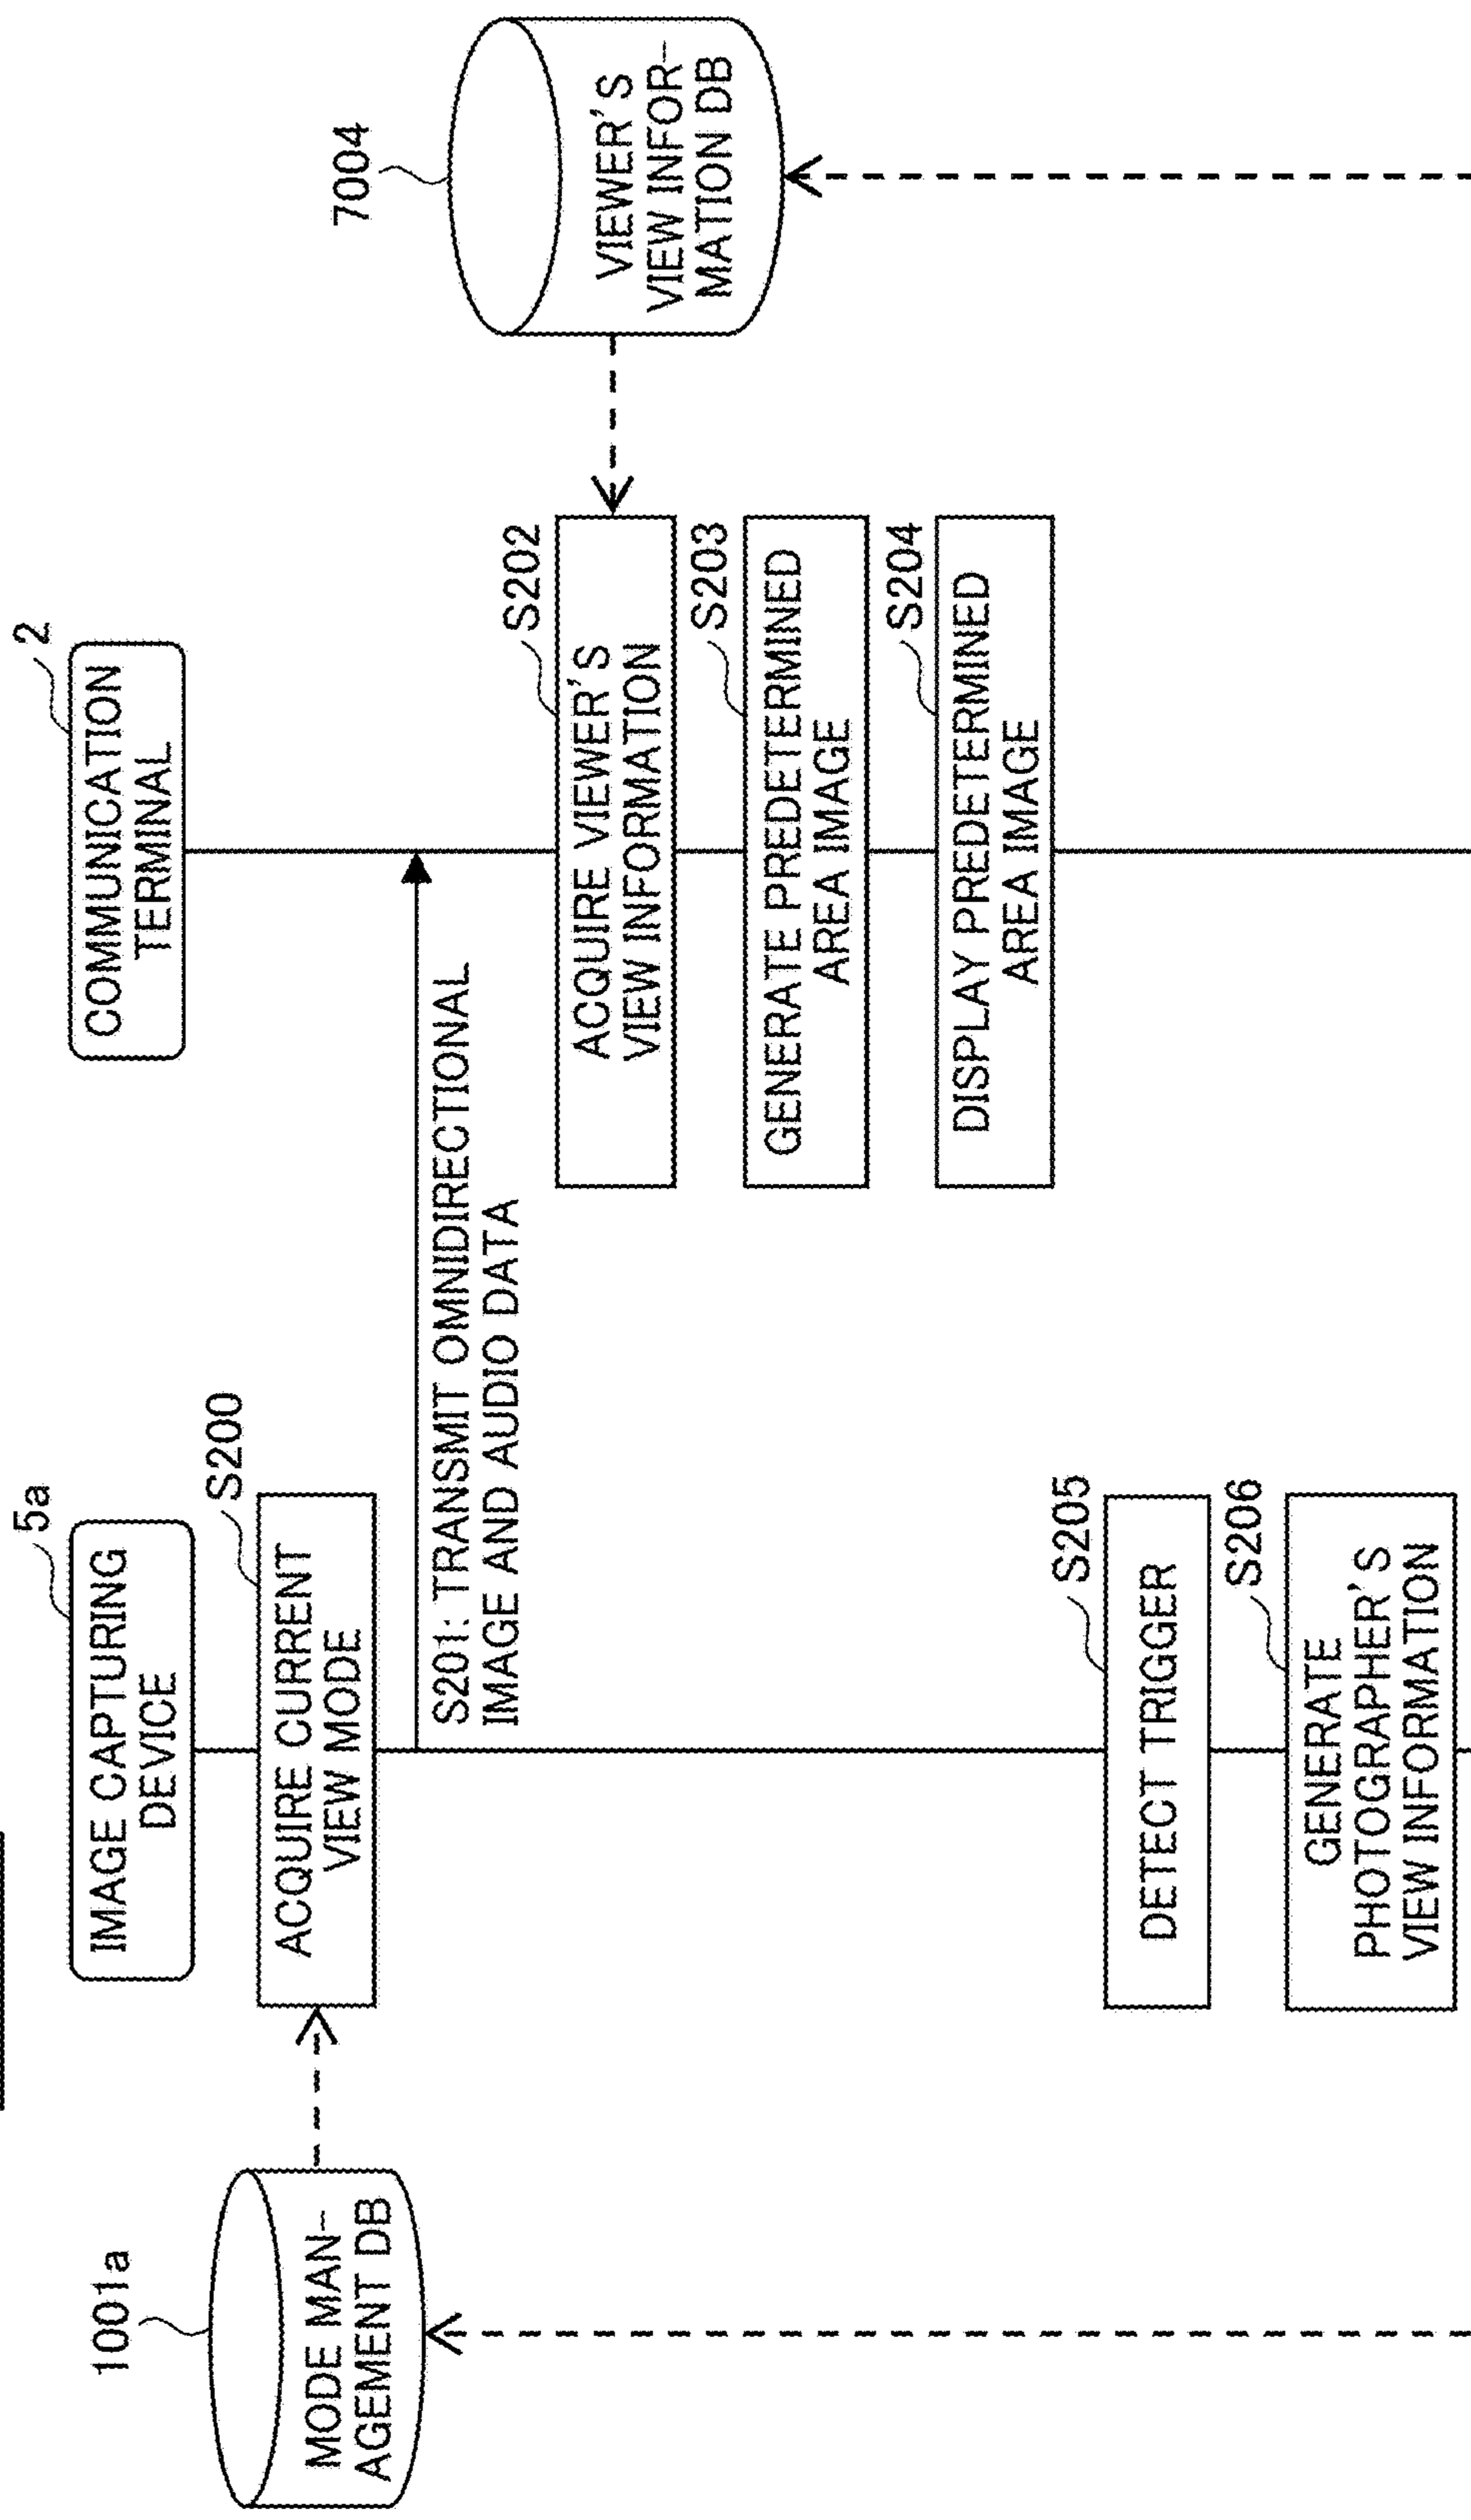 1001a
MODE MAN-
AGEMENT DB
5a
IMAGE CAPTURING
DEVICE
S200
ACQUIRE CURRENT
VIEW MODE
2
COMMUNICATION
TERMINAL
7004
VIEWER'S
VIEW INFOR-
MATION DB
S201: TRANSMIT OMNIDIRECTIONAL
IMAGE AND AUDIO DATA
S202
ACQUIRE VIEWER'S
VIEW INFORMATION
S203
GENERATE PREDETERMINED
AREA IMAGE
S204
DISPLAY PREDETERMINED
AREA IMAGE
S205
DETECT TRIGGER
S206
GENERATE
PHOTOGRAPHER'S
VIEW INFORMATION